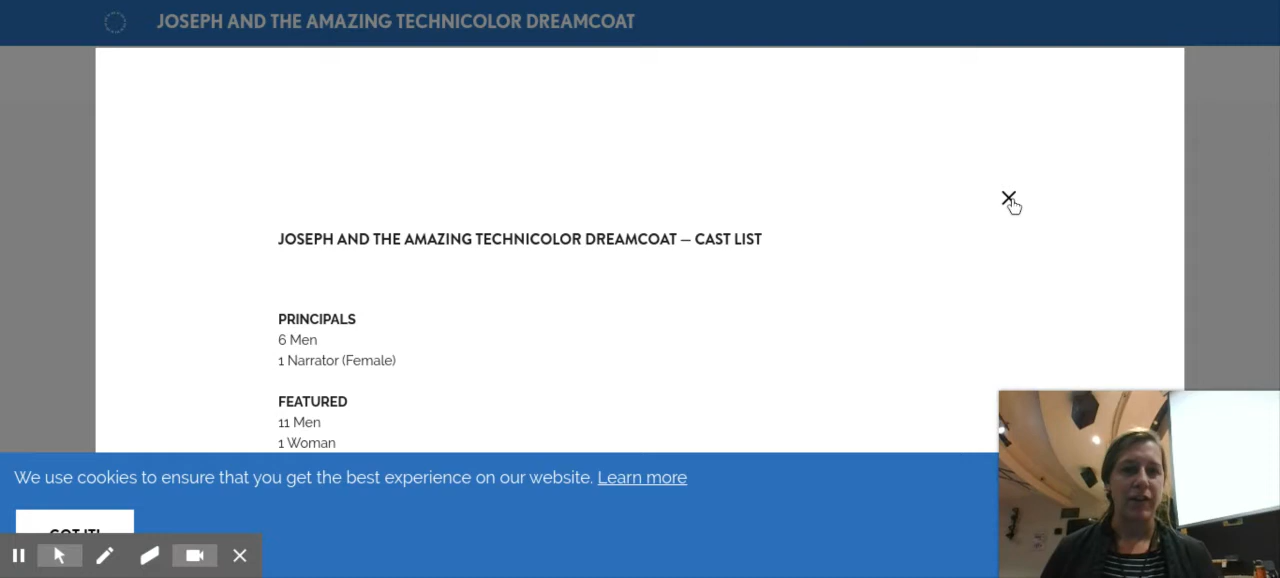 JOSEPH AND THE AMAZING TECHNICOLOR DREAMCOAT
JOSEPH AND THE AMAZING TECHNICOLOR DREAMCOAT – CAST LIST
PRINCIPALS
6 Men
1 Narrator (Female)
FEATURED
11 Men
1 Woman
We use cookies to ensure that you get the best experience on our website. Learn more
GOT IT!